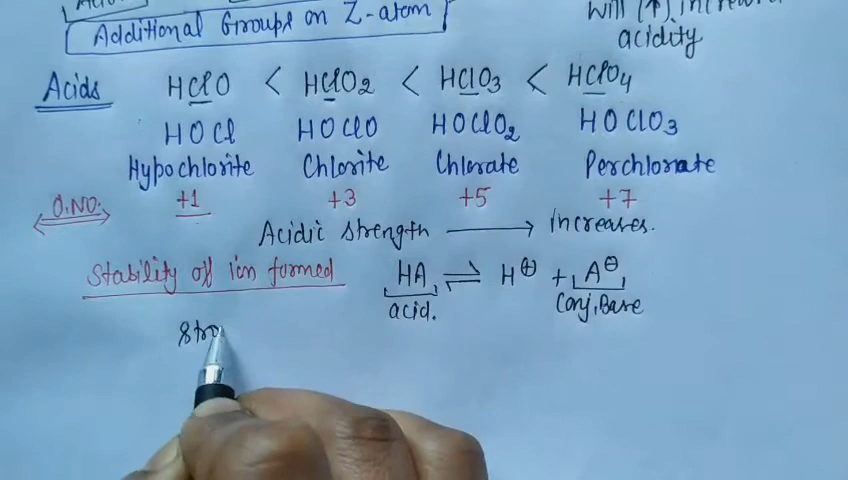 Additional Groups on Z-atom
will (↑) increase
acidity
Acids HClO < HClO2 < HClO3 < HClO4
HOCl HOClO HOClO2 HOClO3
Hypochlorite Chlorite Chlorate Perchlorate
O.NO. +1 +3 +5 +7
Acidic strength → increases.
Stability of ion formed HA ⇌ H⊕ + A⊖
acid. Conj. Base
Stro